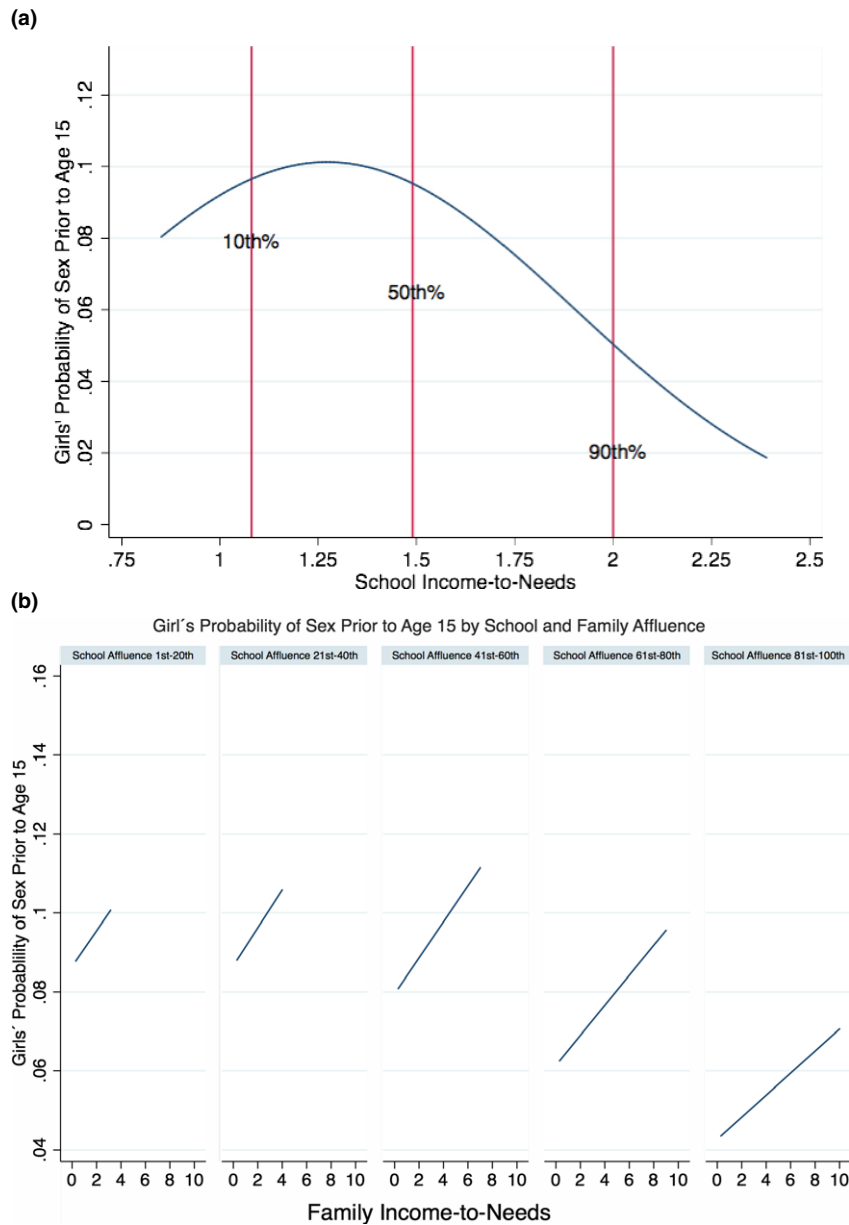 (a)
Girls' Probability of Sex Prior to Age 15
.12
.1
.08
.06
.04
.02
0
10th%
50th%
90th%
.75 1 1.25 1.5 1.75 2 2.25 2.5
School Income-to-Needs
(b)
Girl´s Probability of Sex Prior to Age 15 by School and Family Affluence
School Affluence 1st-20th School Affluence 21st-40th School Affluence 41st-60th School Affluence 61st-80th School Affluence 81st-100th
Girls´ Probablility of Sex Prior to Age 15
.16
.14
.12
.1
.08
.06
.04
0 2 4 6 8 10 0 2 4 6 8 10 0 2 4 6 8 10 0 2 4 6 8 10 0 2 4 6 8 10
Family Income-to-Needs